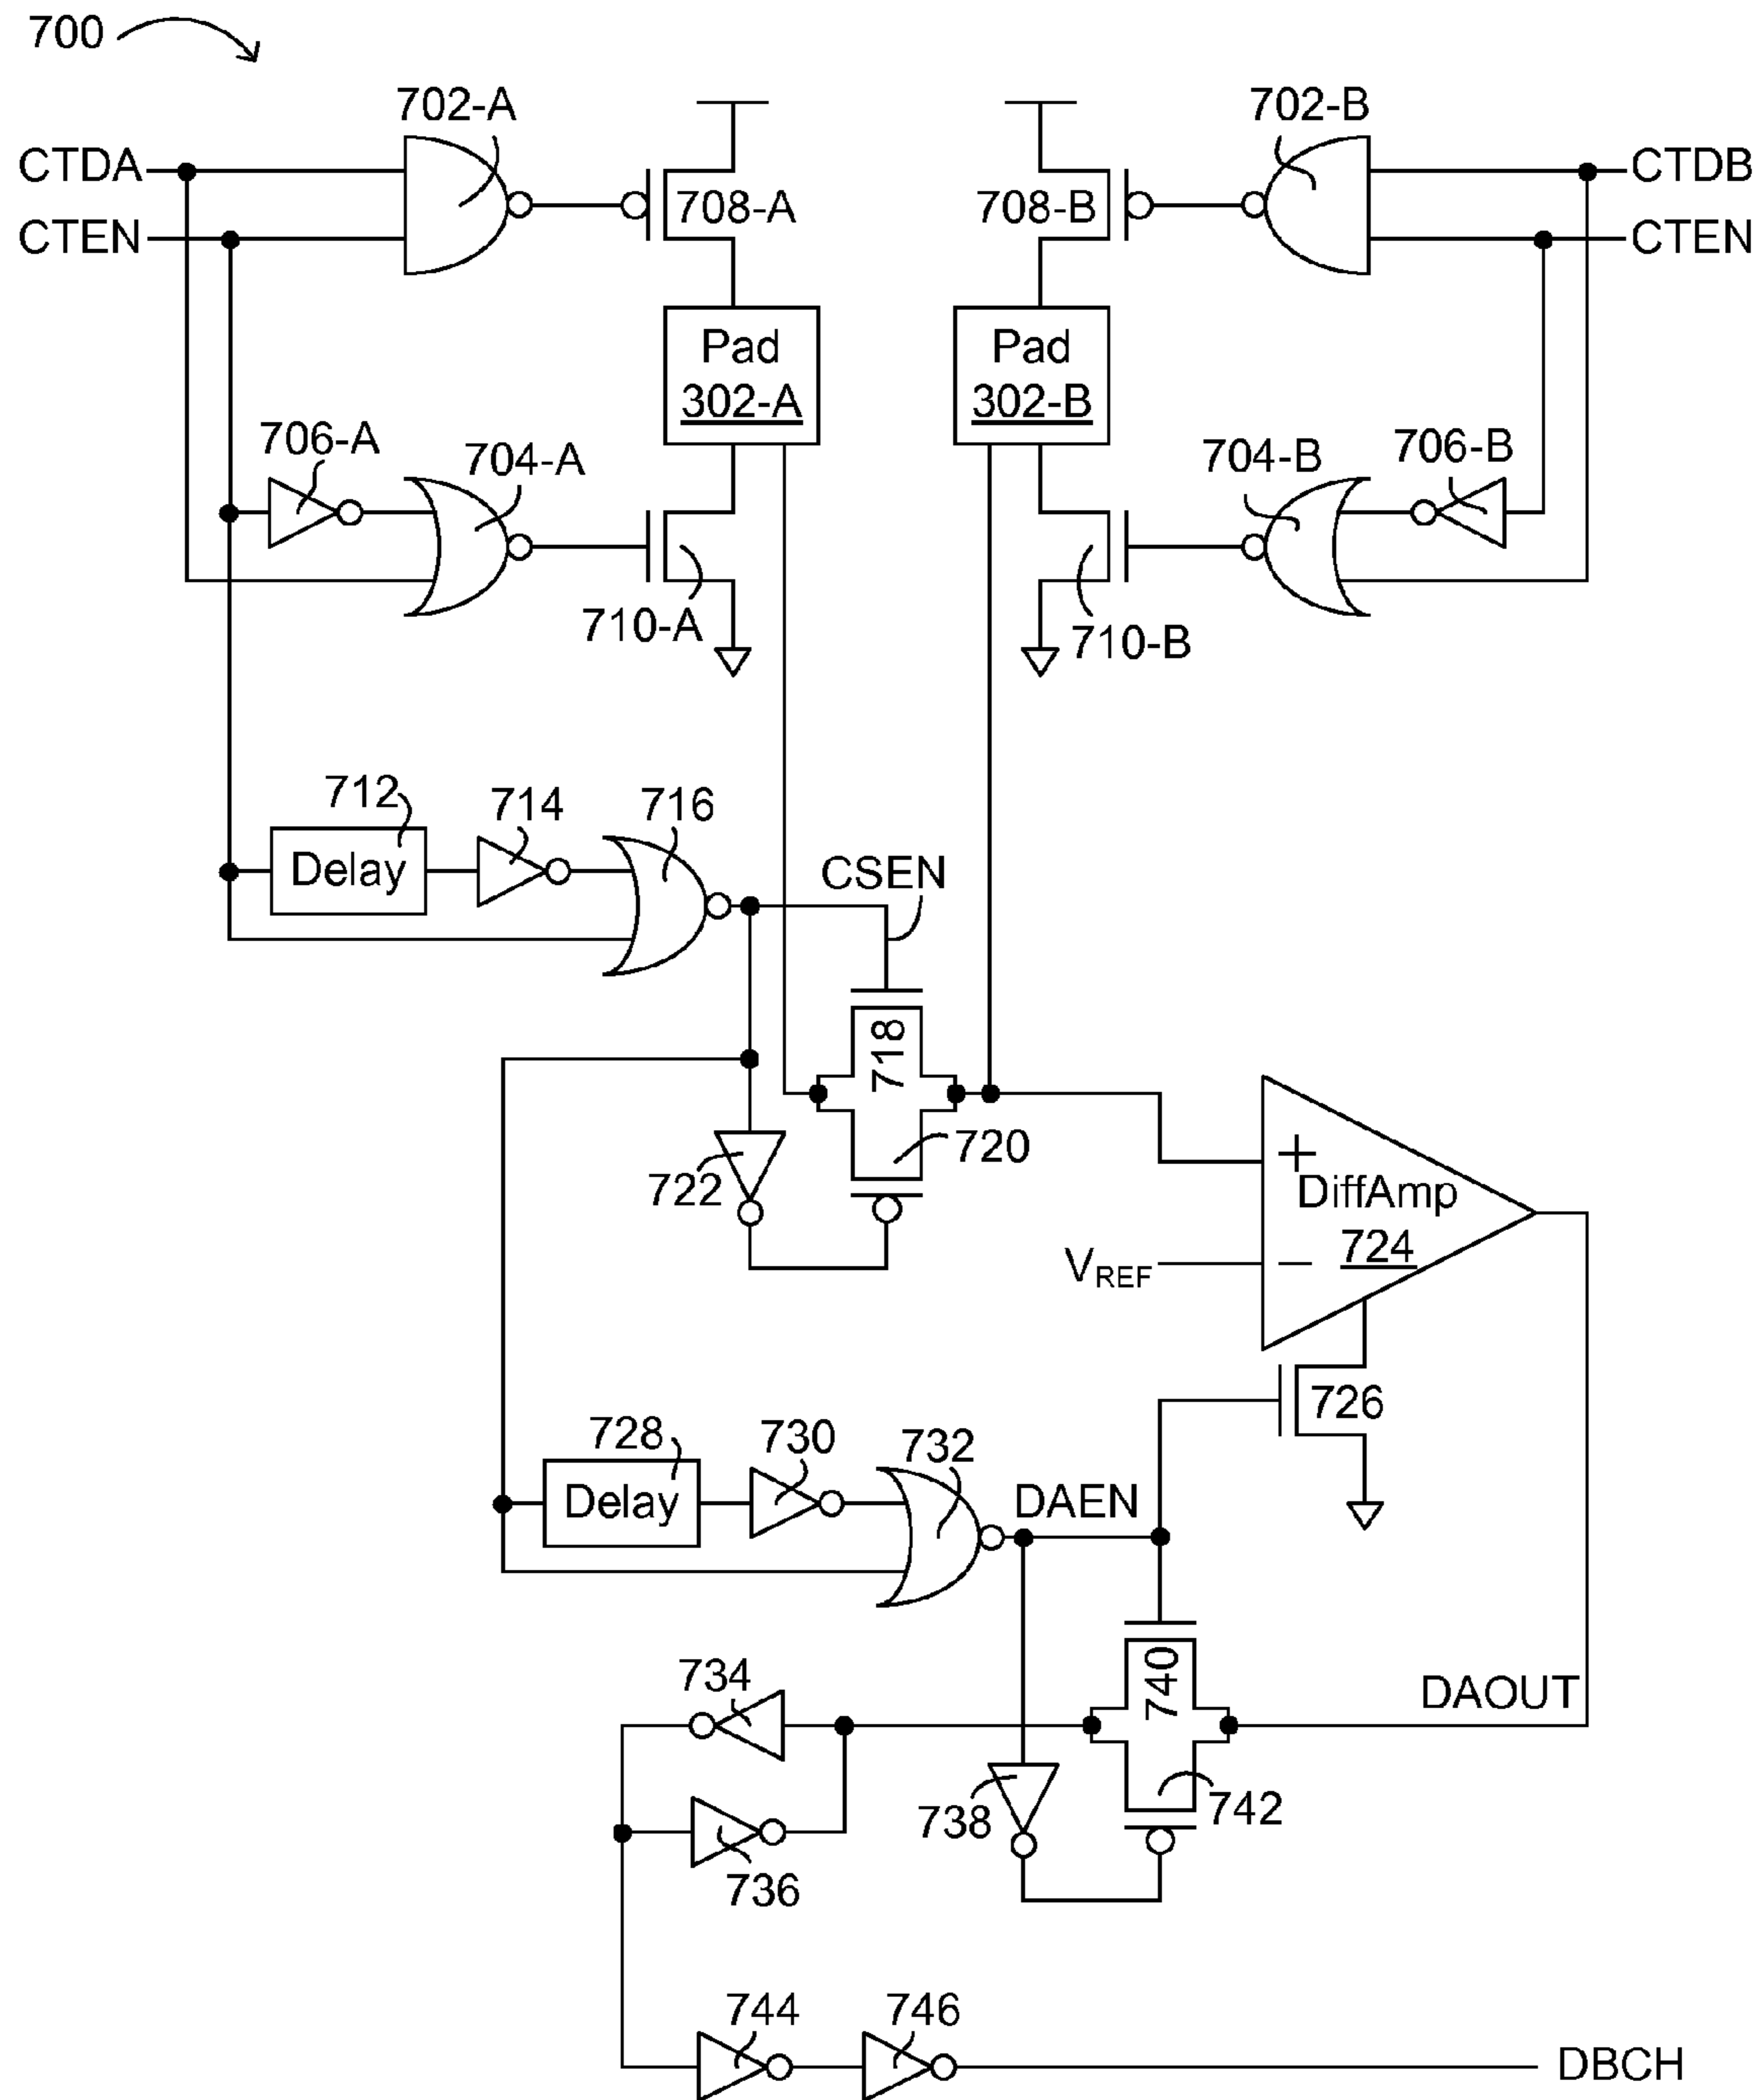 700
702-A
702-B
CTDA
CTDB
CTEN
CTEN
708-A
708-B
Pad
302-A
Pad
302-B
706-A
704-A
704-B
706-B
710-A
710-B
712
714
716
Delay
CSEN
718
720
722
+
DiffAmp
724
VREF
−
726
728
730
732
Delay
DAEN
734
740
DAOUT
736
738
742
744
746
DBCH